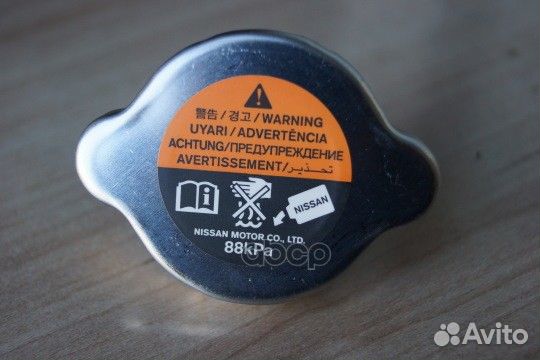 警告/경고/WARNING
UYARI/ADVERTÊNCIA
ACHTUNG/ПРЕДУПРЕЖДЕНИЕ
AVERTISSEMENT/تحذير
NISSAN
NISSAN MOTOR CO., LTD.
88kPa
Avito